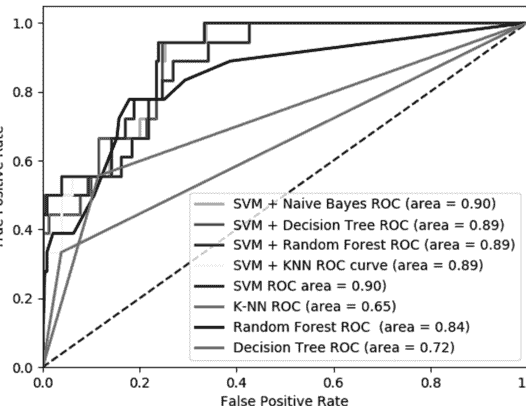 1.0
0.8
0.6
0.4
0.2
0.0
SVM + Naive Bayes ROC (area = 0.90)
SVM + Decision Tree ROC (area = 0.89)
SVM + Random Forest ROC (area = 0.89)
SVM + KNN ROC curve (area = 0.89)
SVM ROC area = 0.90)
K-NN ROC (area = 0.65)
Random Forest ROC (area = 0.84)
Decision Tree ROC (area = 0.72)
0.0 0.2 0.4 0.6 0.8
False Positive Rate
Positive Rate